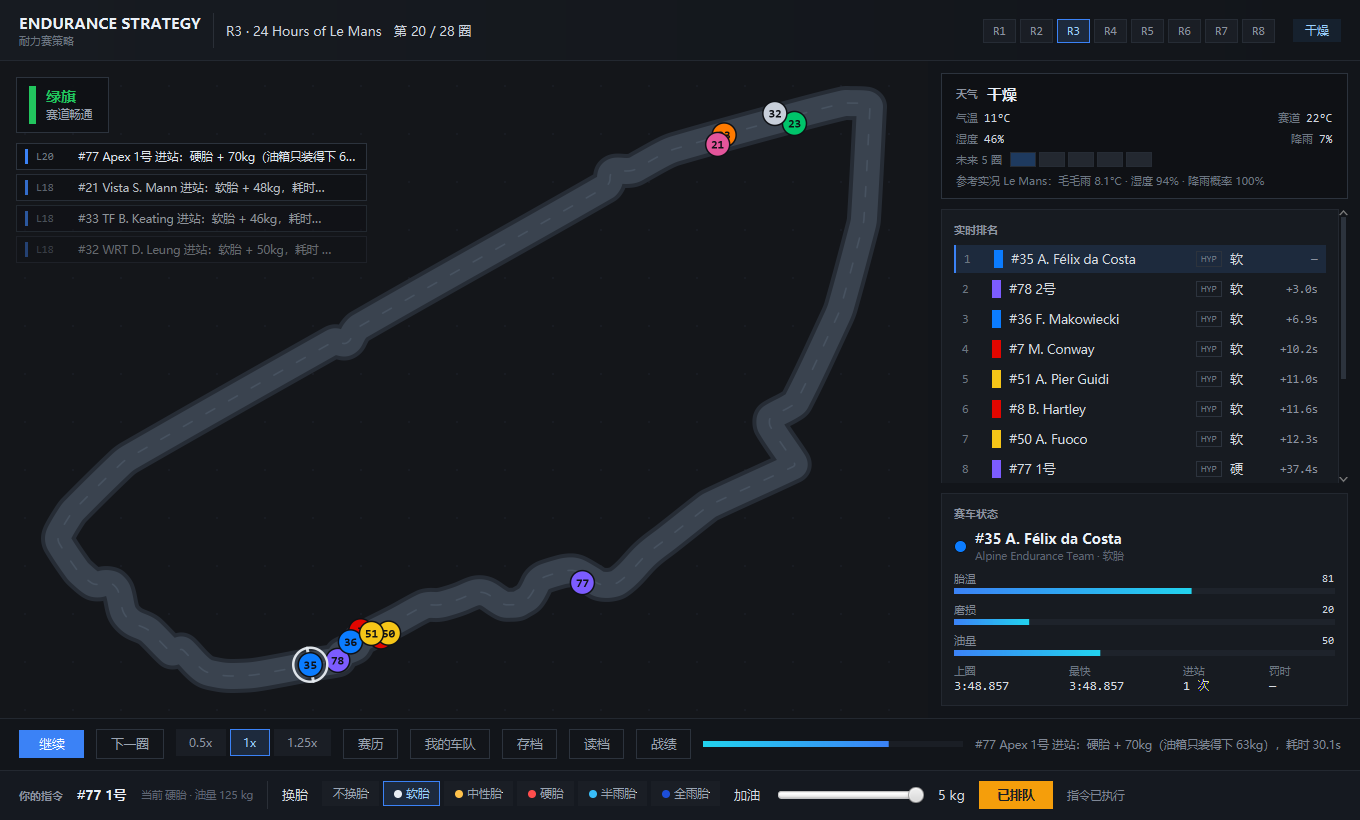 ENDURANCE STRATEGY
耐力赛策略
R3 · 24 Hours of Le Mans 第 20 / 28 圈
R1 R2 R3 R4 R5 R6 R7 R8 干燥
绿旗
赛道畅通
L20 #77 Apex 1号 进站：硬胎 + 70kg（油箱只装得下 6...
L18 #21 Vista S. Mann 进站：软胎 + 48kg，耗时...
L18 #33 TF B. Keating 进站：软胎 + 46kg，耗时...
L18 #32 WRT D. Leung 进站：软胎 + 50kg，耗时 ...
32
23
21
77
36
51
50
35
78
天气 干燥
气温 11°C 赛道 22°C
湿度 46% 降雨 7%
未来 5 圈
参考实况 Le Mans：毛毛雨 8.1°C · 湿度 94% · 降雨概率 100%
实时排名
1 #35 A. Félix da Costa HYP 软 —
2 #78 2号 HYP 软 +3.0s
3 #36 F. Makowiecki HYP 软 +6.9s
4 #7 M. Conway HYP 软 +10.2s
5 #51 A. Pier Guidi HYP 软 +11.0s
6 #8 B. Hartley HYP 软 +11.6s
7 #50 A. Fuoco HYP 软 +12.3s
8 #77 1号 HYP 硬 +37.4s
赛车状态
#35 A. Félix da Costa
Alpine Endurance Team · 软胎
胎温 81
磨损 20
油量 50
上圈 最快 进站 罚时
3:48.857 3:48.857 1 次 —
继续 下一圈 0.5x 1x 1.25x 赛历 我的车队 存档 读档 战绩 #77 Apex 1号 进站：硬胎 + 70kg（油箱只装得下 63kg），耗时 30.1s
你的指令 #77 1号 当前 硬胎 · 油量 125 kg 换胎 不换胎 软胎 中性胎 硬胎 半雨胎 全雨胎 加油 5 kg 已排队 指令已执行